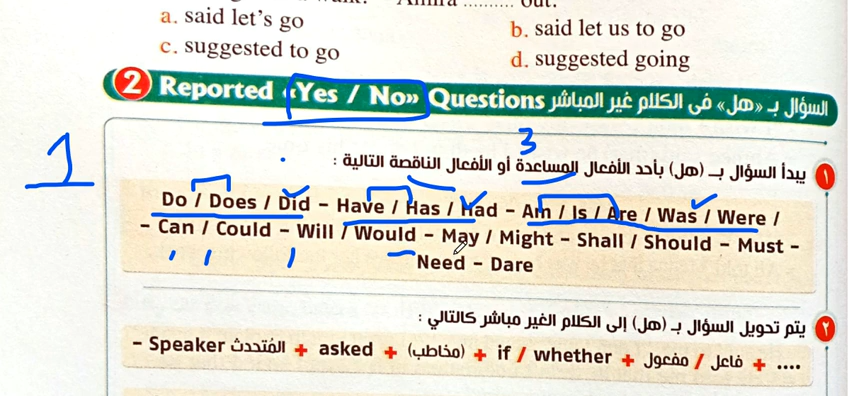 out.
a. said let's go
b. said let us to go
c. suggested to go
d. suggested going
2 Reported «Yes / No» Questions السؤال بـ «هل» فى الكلام غير المباشر
1
3
١ يبدأ السؤال بـ (هل) بأحد الأفعال المساعدة أو الأفعال الناقصة التالية :
Do / Does / Did - Have / Has / Had - Am / Is / Are / Was / Were /
- Can / Could - Will / Would - May / Might - Shall / Should - Must -
Need - Dare
٢ يتم تحويل السؤال بـ (هل) إلى الكلام الغير مباشر كالتالي :
- Speaker المُتحدث + asked + (مخاطب) + if / whether + فاعل / مفعول + ....